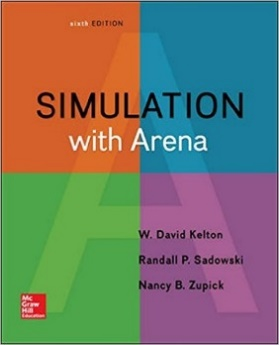 sixth EDITION
SIMULATION
with Arena
W. David Kelton
Randall P. Sadowski
Nancy B. Zupick
Mc
Graw
Hill
Education